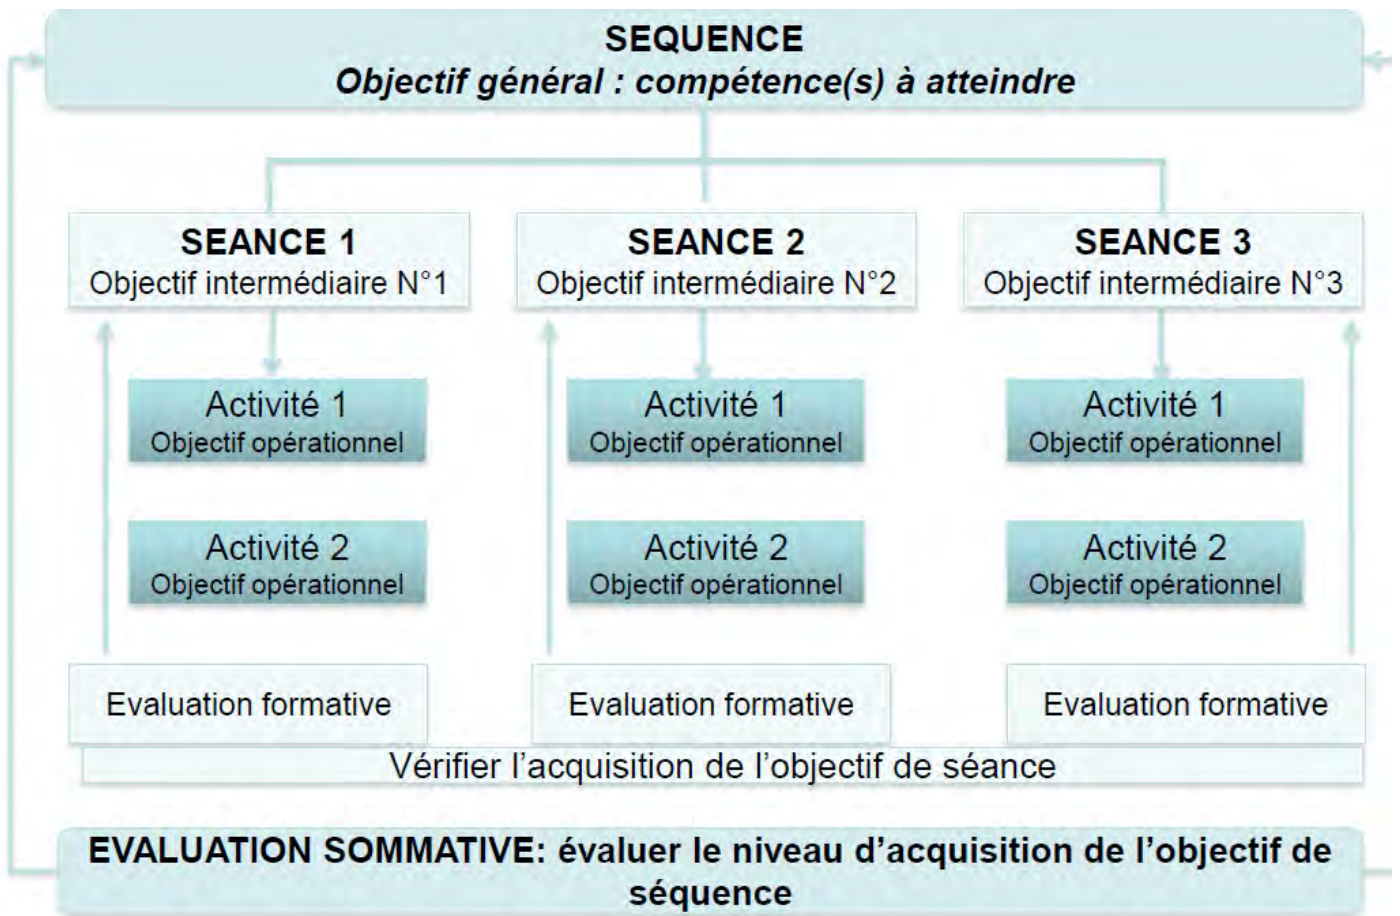 SEQUENCE
Objectif général : compétence(s) à atteindre
SEANCE 1
Objectif intermédiaire N°1
SEANCE 2
Objectif intermédiaire N°2
SEANCE 3
Objectif intermédiaire N°3
Activité 1
Objectif opérationnel
Activité 1
Objectif opérationnel
Activité 1
Objectif opérationnel
Activité 2
Objectif opérationnel
Activité 2
Objectif opérationnel
Activité 2
Objectif opérationnel
Evaluation formative
Evaluation formative
Evaluation formative
Vérifier l’acquisition de l’objectif de séance
EVALUATION SOMMATIVE: évaluer le niveau d’acquisition de l’objectif de
séquence